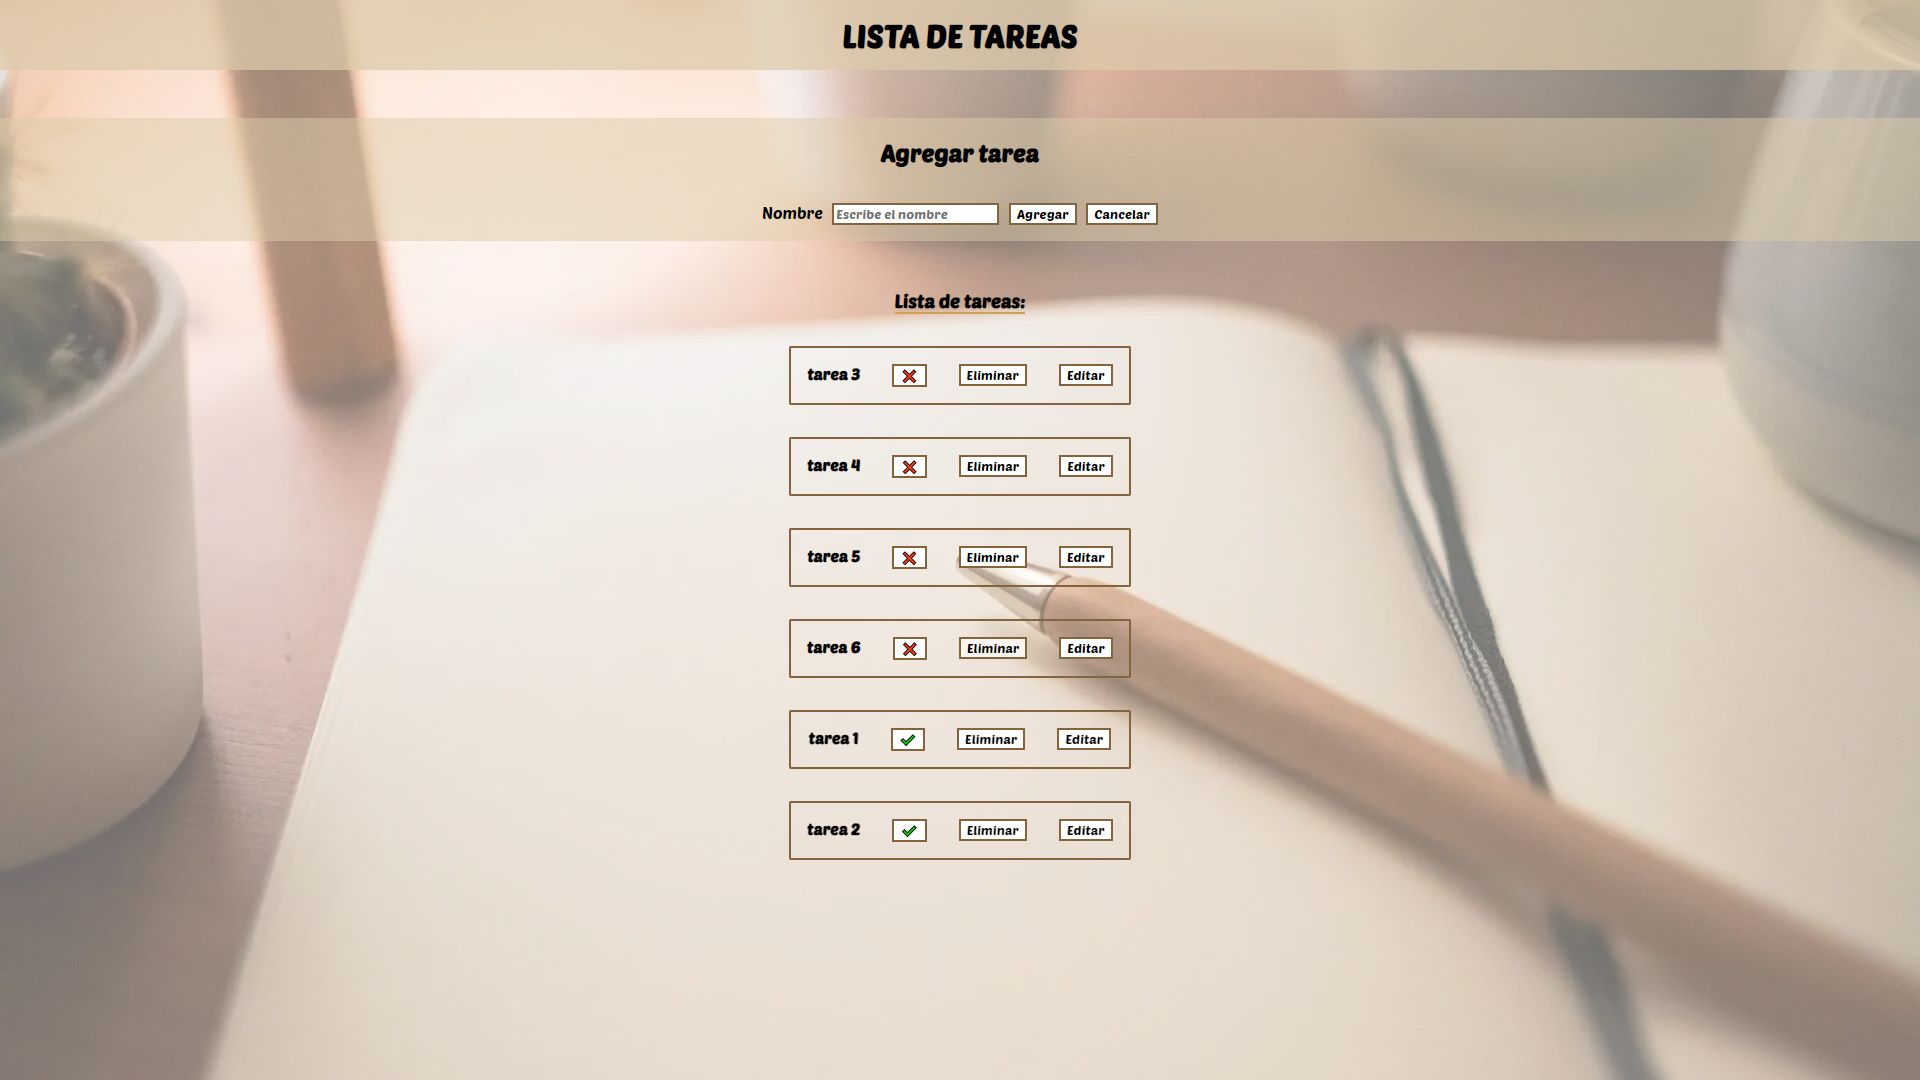 LISTA DE TAREAS
Agregar tarea
Nombre Escribe el nombre Agregar Cancelar
Lista de tareas:
tarea 3 Eliminar Editar
tarea 4 Eliminar Editar
tarea 5 Eliminar Editar
tarea 6 Eliminar Editar
tarea 1 Eliminar Editar
tarea 2 Eliminar Editar